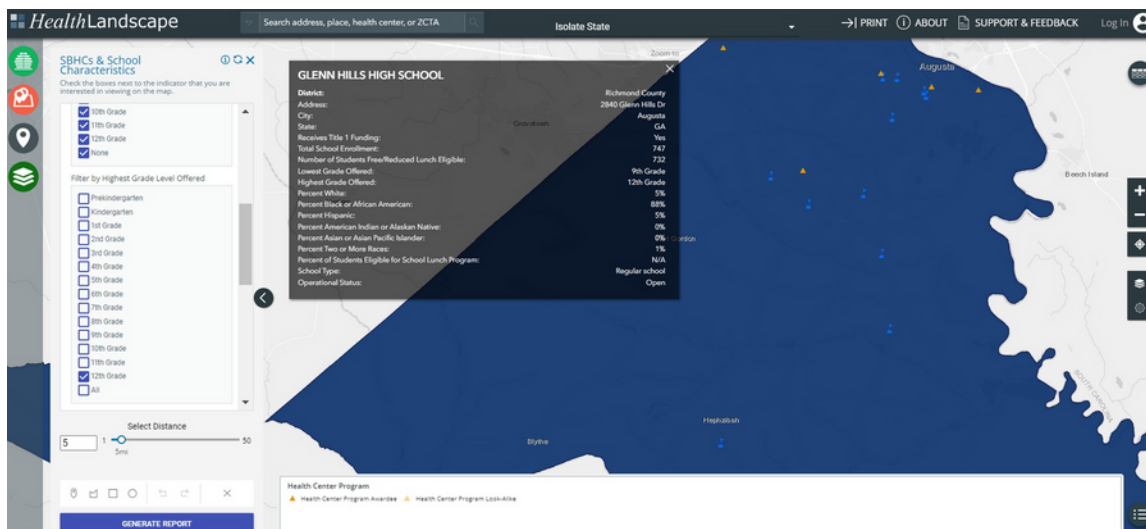 HealthLandscape
Search address, place, health center, or ZCTA
Isolate State
PRINT
ABOUT
SUPPORT & FEEDBACK
Log In
SBHCs & School
Characteristics
Check the boxes next to the indicator that you are
interested in viewing on the map.
10th Grade
11th Grade
12th Grade
None
Filter by Highest Grade Level Offered
Prekindergarten
Kindergarten
1st Grade
2nd Grade
3rd Grade
4th Grade
5th Grade
6th Grade
7th Grade
8th Grade
9th Grade
10th Grade
11th Grade
12th Grade
All
Select Distance
5 1 50
5mi
GENERATE REPORT
Zoom to
GLENN HILLS HIGH SCHOOL
District: Richmond County
Address: 2840 Glenn Hills Dr
City: Augusta
State: GA
Receives Title 1 Funding: Yes
Total School Enrollment: 747
Number of Students Free/Reduced Lunch Eligible: 732
Lowest Grade Offered: 9th Grade
Highest Grade Offered: 12th Grade
Percent White: 5%
Percent Black or African American: 88%
Percent Hispanic: 5%
Percent American Indian or Alaskan Native: 0%
Percent Asian or Asian Pacific Islander: 0%
Percent Two or More Races: 1%
Percent of Students Eligible for School Lunch Program: N/A
School Type: Regular school
Operational Status: Open
Grovetown
Gordon
Augusta
Beech Island
SOUTH CAROLINA
Hephzibah
Blythe
Health Center Program
Health Center Program Awardee Health Center Program Look-Alike